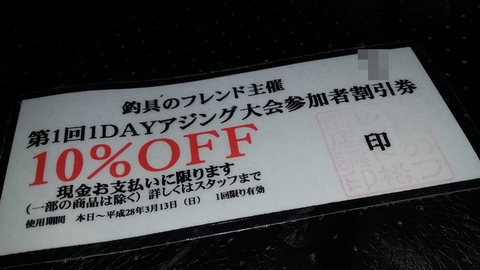 釣具のフレンド主催
第1回1DAYアジング大会参加者割引券
10%OFF
印
現金お支払いに限ります
(一部の商品は除く) 詳しくはスタッフまで
使用期間 本日～平成28年3月13日(日) 1回限り有効